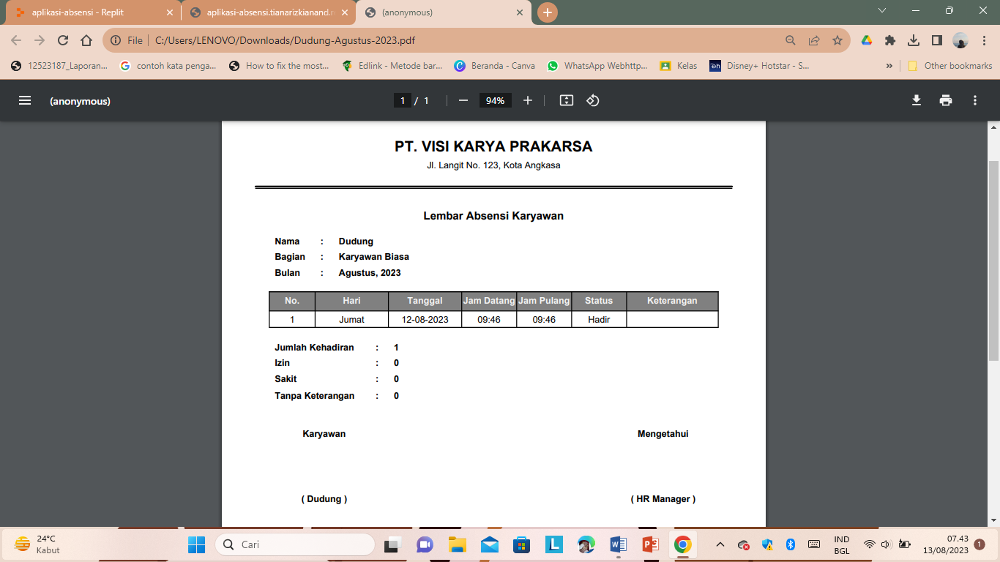 aplikasi-absensi - Replit
aplikasi-absensi.tianarizkianand.r
(anonymous)
File
C:/Users/LENOVO/Downloads/Dudung-Agustus-2023.pdf
12523187_Laporan...
contoh kata penga...
How to fix the most...
Edlink - Metode bar...
Beranda - Canva
WhatsApp Webhttp...
Kelas
Disney+ Hotstar - S...
»
Other bookmarks
(anonymous)
1 / 1
94%
PT. VISI KARYA PRAKARSA
Jl. Langit No. 123, Kota Angkasa
Lembar Absensi Karyawan
Nama : Dudung
Bagian : Karyawan Biasa
Bulan : Agustus, 2023
No. Hari Tanggal Jam Datang Jam Pulang Status Keterangan
1 Jumat 12-08-2023 09:46 09:46 Hadir
Jumlah Kehadiran : 1
Izin : 0
Sakit : 0
Tanpa Keterangan : 0
Karyawan Mengetahui
( Dudung ) ( HR Manager )
24°C
Kabut
Cari
IND
BGL
07.43
13/08/2023
1